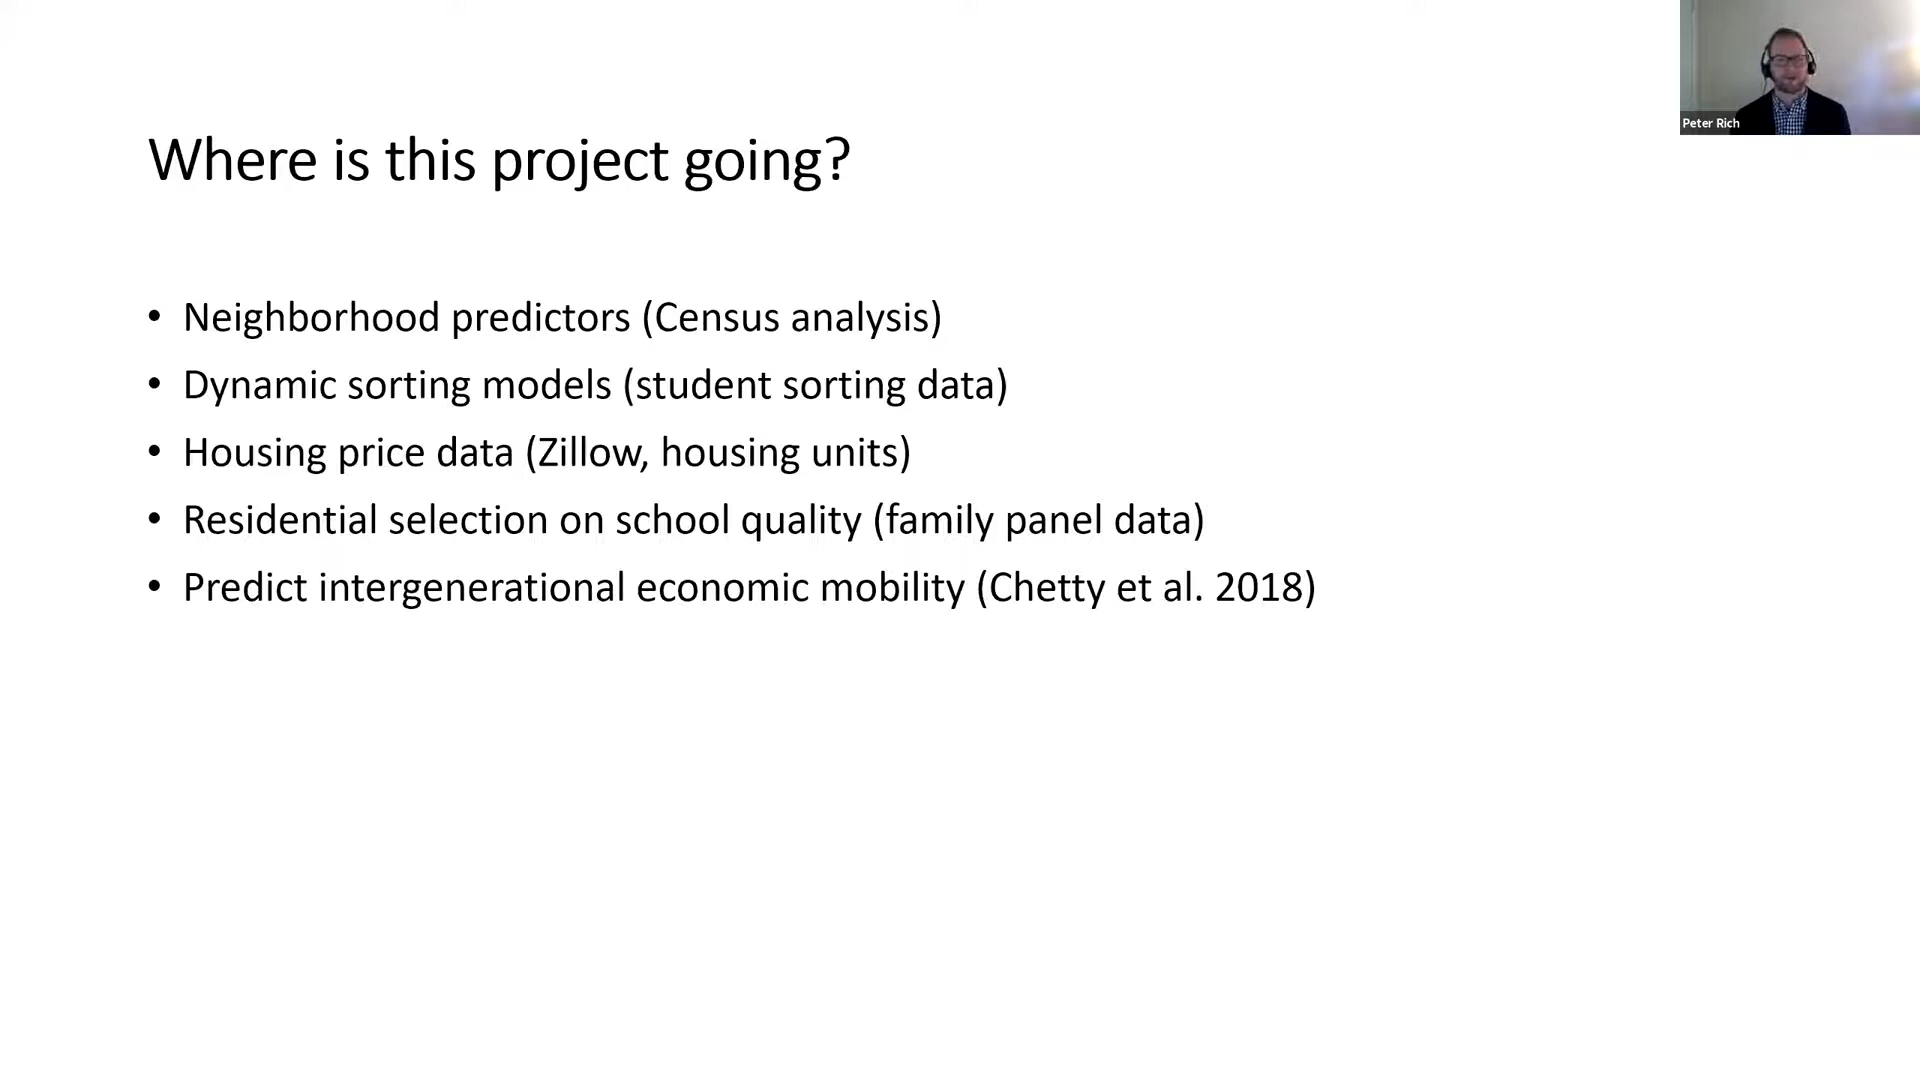 Peter Rich
Where is this project going?
• Neighborhood predictors (Census analysis)
• Dynamic sorting models (student sorting data)
• Housing price data (Zillow, housing units)
• Residential selection on school quality (family panel data)
• Predict intergenerational economic mobility (Chetty et al. 2018)